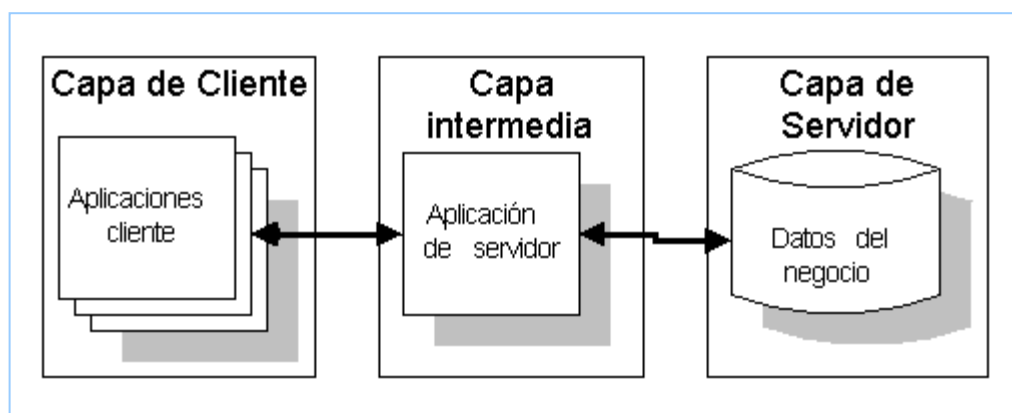 Capa de Cliente
Aplicaciones
cliente
Capa
intermedia
Aplicación
de servidor
Capa de
Servidor
Datos del
negocio